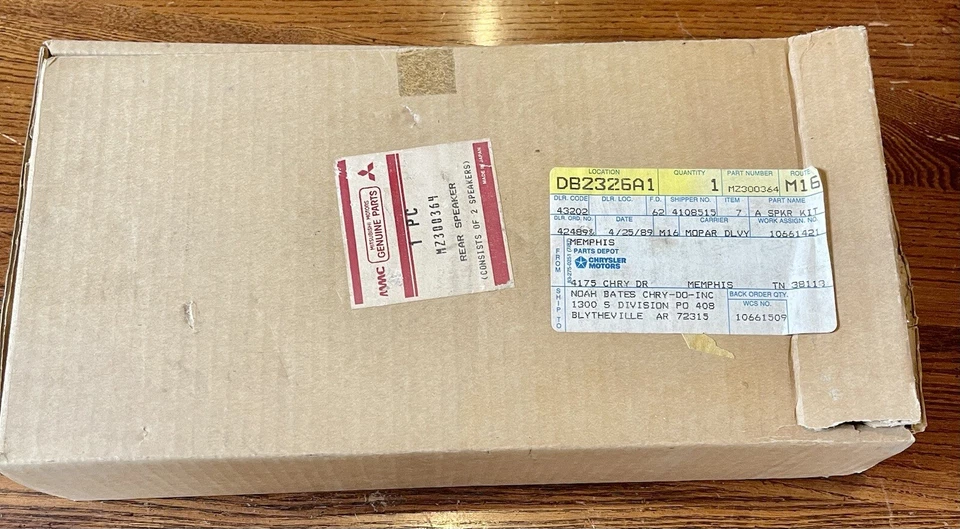 MMC
MITSUBISHI MOTORS
GENUINE PARTS
1 PC
MZ300364
REAR SPEAKER
(CONSISTS OF 2 SPEAKERS)
MADE IN JAPAN
LOCATION QUANTITY PART NUMBER ROUTE
DB2326A1 1 MZ300364 M16
DLR. CODE DLR. LOC. F.D. SHIPPER NO. ITEM PART NAME
43202 62 4108515 7 A SPKR KIT
DLR. ORD. NO. DATE CARRIER WORK ASSIGN. NO.
42489 4/25/89 M16 MOPAR DLVY 10661421
FROM
MEMPHIS
PARTS DEPOT
CHRYSLER
MOTORS
4175 CHRY DR MEMPHIS TN 38113
SHIP TO
NOAH BATES CHRY-DO-INC
1300 S DIVISION PO 408
BLYTHEVILLE AR 72315
BACK ORDER QTY.
WCS NO.
10661509